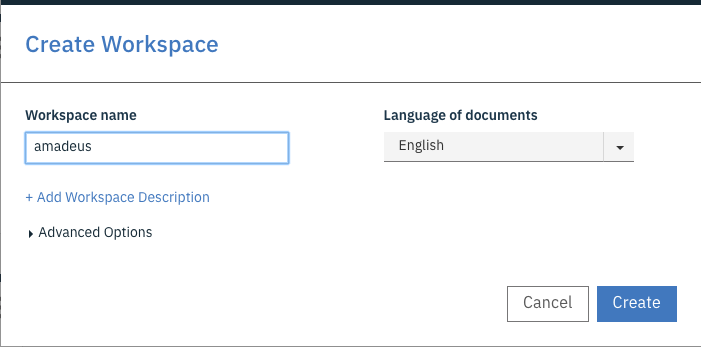 Create Workspace
Workspace name
Language of documents
amadeus
English
+ Add Workspace Description
Advanced Options
Cancel
Create